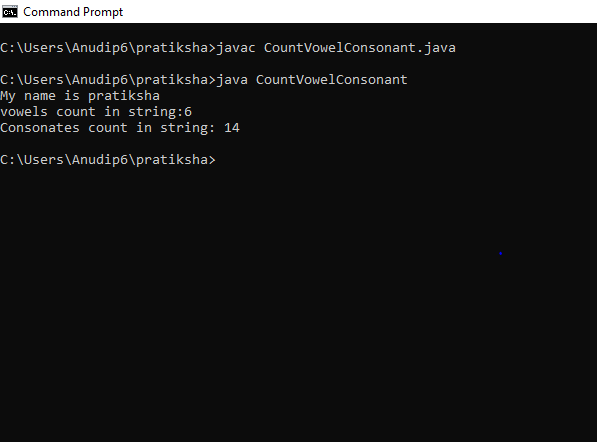 Command Prompt
C:\Users\Anudip6\pratiksha>javac CountVowelConsonant.java
C:\Users\Anudip6\pratiksha>java CountVowelConsonant
My name is pratiksha
vowels count in string:6
Consonates count in string: 14
C:\Users\Anudip6\pratiksha>